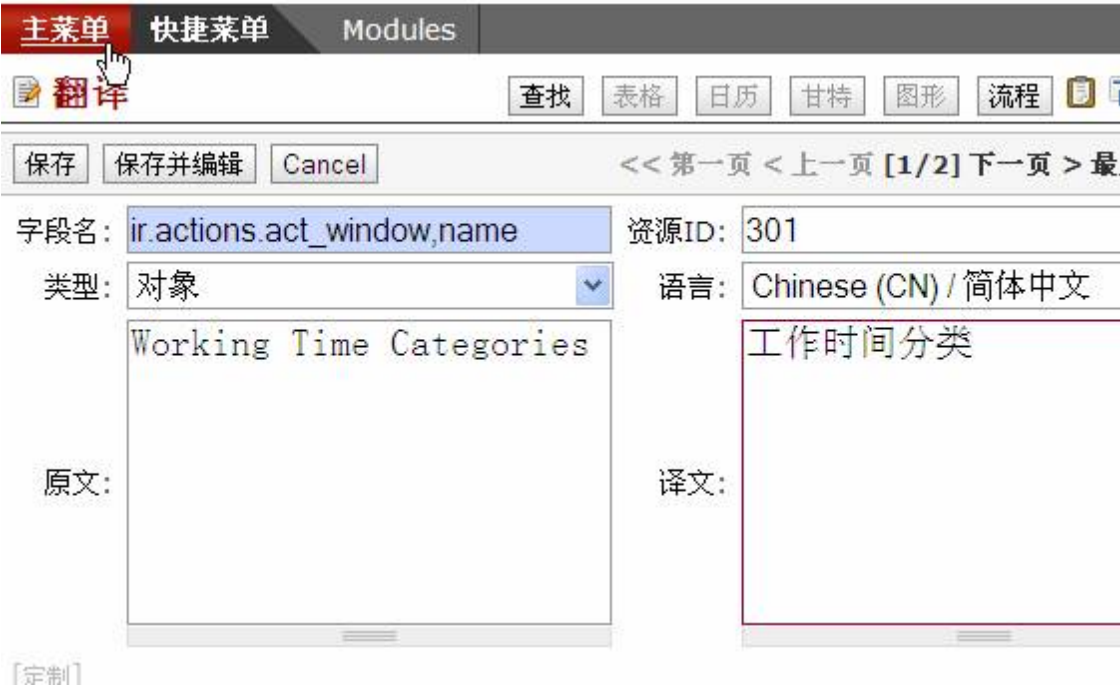 主菜单 快捷菜单 Modules
翻译 查找 表格 日历 甘特 图形 流程
保存 保存并编辑 Cancel << 第一页 < 上一页 [1/2] 下一页 > 最
字段名: ir.actions.act_window,name 资源ID: 301
类型: 对象 语言: Chinese (CN) / 简体中文
原文: Working Time Categories 译文: 工作时间分类
[定制]